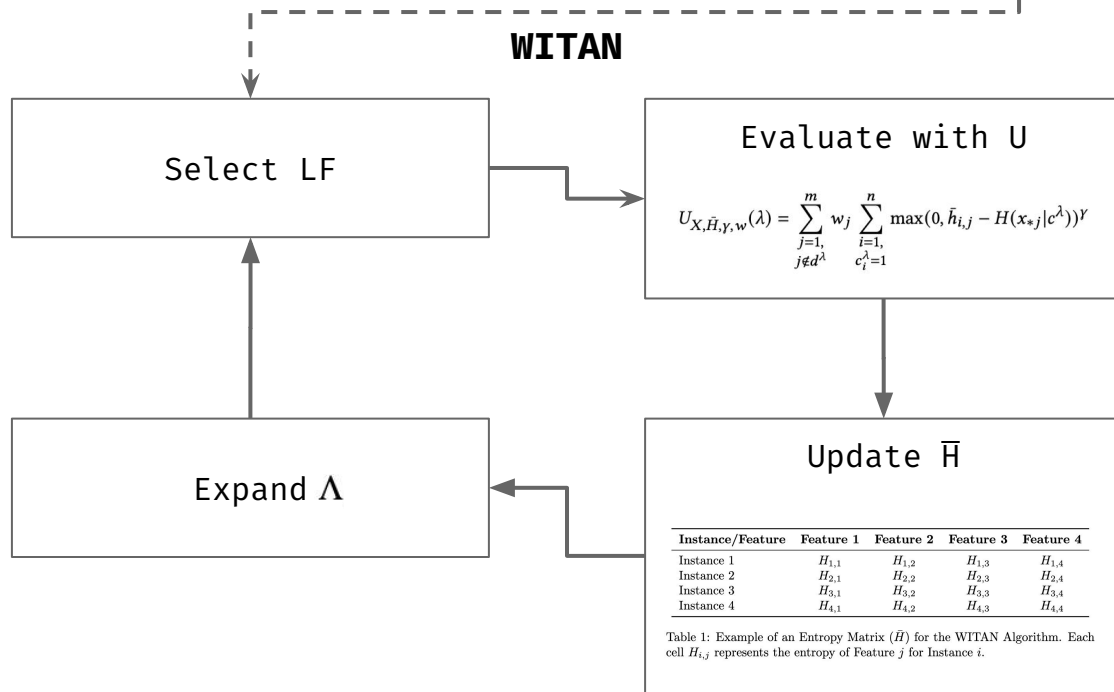 WITAN
Select LF
Evaluate with U
U_{X,H̄,γ,w}(λ) = ∑_{j=1, j∉d^λ}^{m} w_j ∑_{i=1, c_i^λ=1}^{n} max(0, h̄_{i,j} − H(x_{*j}|c^λ))^γ
Expand Λ
Update H̅
Instance/Feature Feature 1 Feature 2 Feature 3 Feature 4
Instance 1 H_{1,1} H_{1,2} H_{1,3} H_{1,4}
Instance 2 H_{2,1} H_{2,2} H_{2,3} H_{2,4}
Instance 3 H_{3,1} H_{3,2} H_{3,3} H_{3,4}
Instance 4 H_{4,1} H_{4,2} H_{4,3} H_{4,4}
Table 1: Example of an Entropy Matrix (H̄) for the WITAN Algorithm. Each
cell H_{i,j} represents the entropy of Feature j for Instance i.